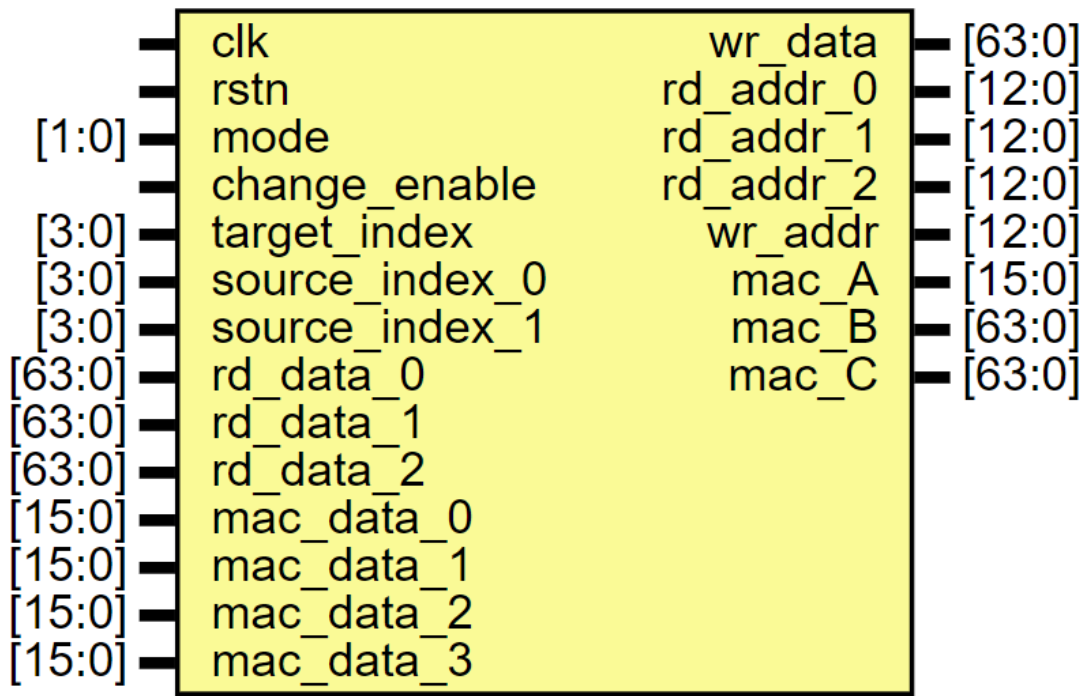 clk wr_data [63:0]
rstn rd_addr_0 [12:0]
[1:0] mode rd_addr_1 [12:0]
change_enable rd_addr_2 [12:0]
[3:0] target_index wr_addr [12:0]
[3:0] source_index_0 mac_A [15:0]
[3:0] source_index_1 mac_B [63:0]
[63:0] rd_data_0 mac_C [63:0]
[63:0] rd_data_1
[63:0] rd_data_2
[15:0] mac_data_0
[15:0] mac_data_1
[15:0] mac_data_2
[15:0] mac_data_3